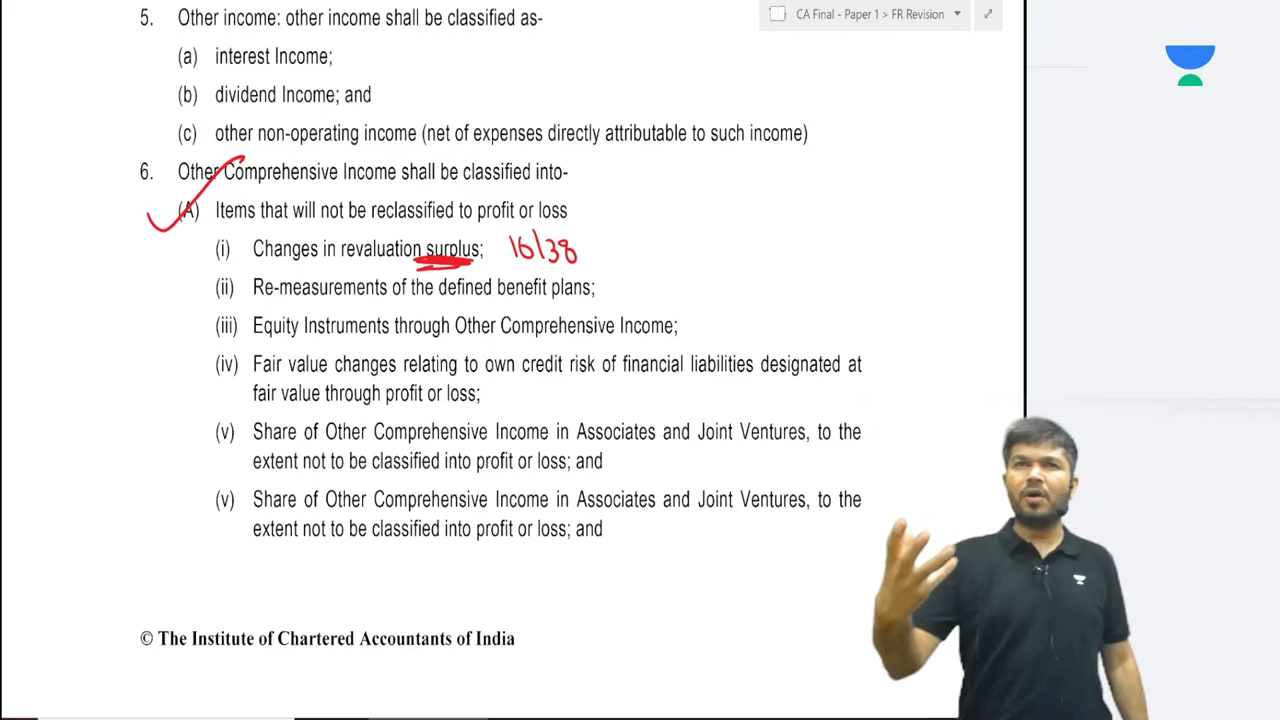 5. Other income: other income shall be classified as-
CA Final - Paper 1 > FR Revision
(a) interest Income;
(b) dividend Income; and
(c) other non-operating income (net of expenses directly attributable to such income)
6. Other Comprehensive Income shall be classified into-
(A) Items that will not be reclassified to profit or loss
(i) Changes in revaluation surplus; 16/38
(ii) Re-measurements of the defined benefit plans;
(iii) Equity Instruments through Other Comprehensive Income;
(iv) Fair value changes relating to own credit risk of financial liabilities designated at
fair value through profit or loss;
(v) Share of Other Comprehensive Income in Associates and Joint Ventures, to the
extent not to be classified into profit or loss; and
(v) Share of Other Comprehensive Income in Associates and Joint Ventures, to the
extent not to be classified into profit or loss; and
© The Institute of Chartered Accountants of India